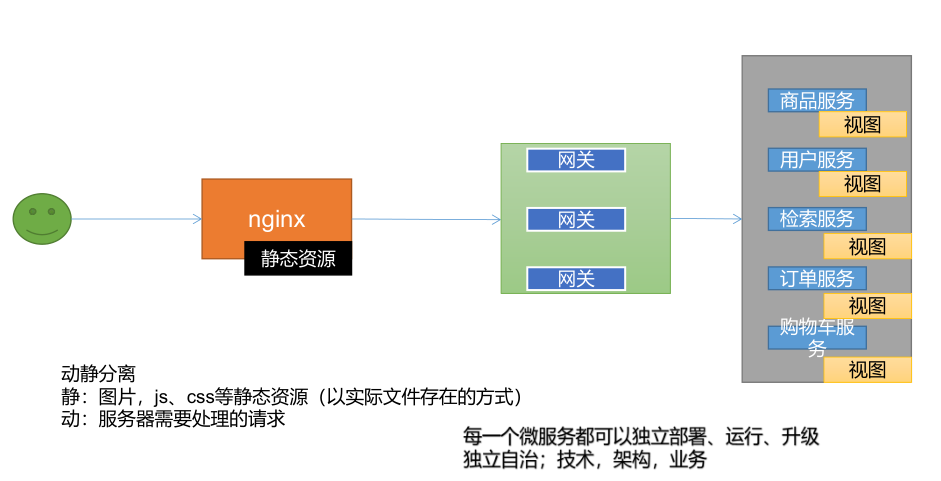 商品服务
视图
网关
用户服务
视图
nginx
静态资源
网关
检索服务
视图
网关
订单服务
视图
购物车服
务
视图
动静分离
静：图片，js、css等静态资源（以实际文件存在的方式）
动：服务器需要处理的请求
每一个微服务都可以独立部署、运行、升级
独立自治；技术，架构，业务